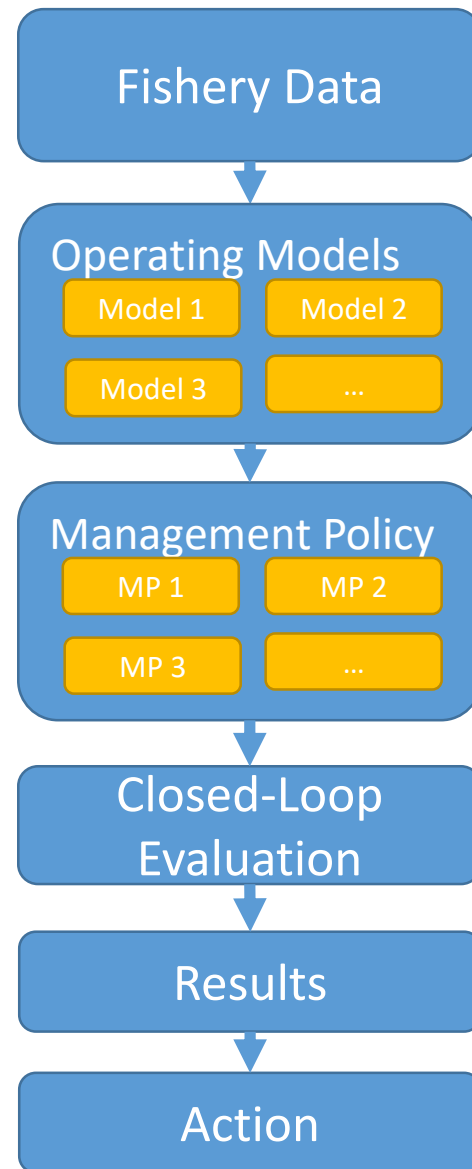 Fishery Data
Operating Models
Model 1
Model 2
Model 3
...
Management Policy
MP 1
MP 2
MP 3
...
Closed-Loop
Evaluation
Results
Action